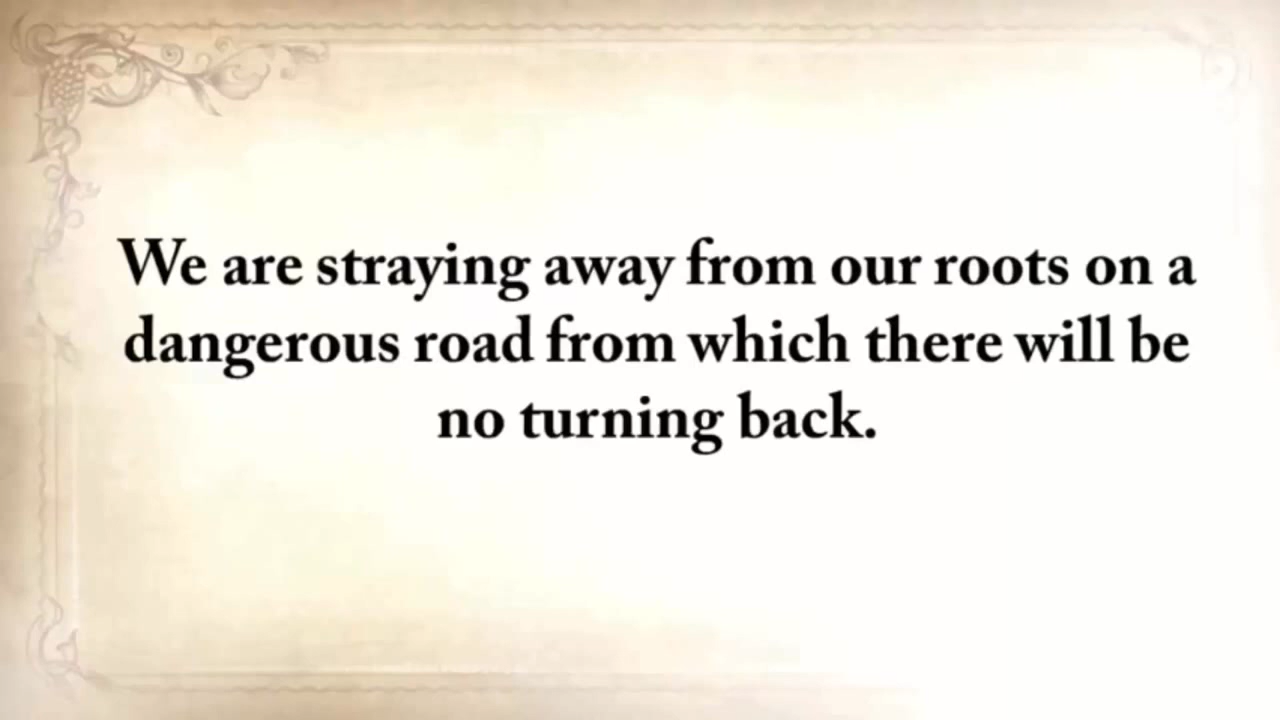 We are straying away from our roots on a
dangerous road from which there will be
no turning back.